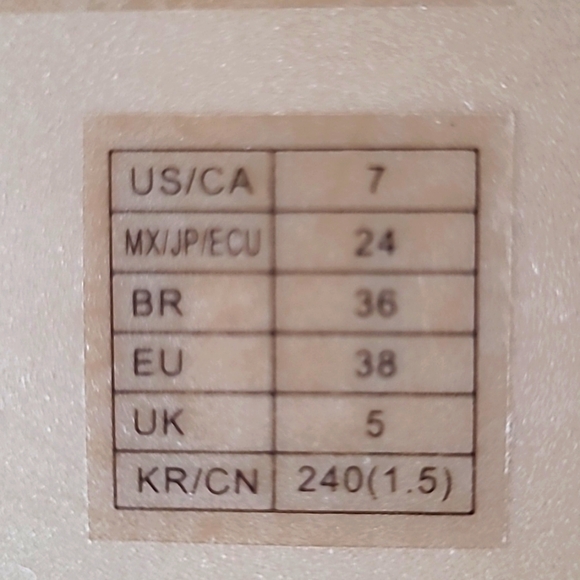 US/CA 7
MX/JP/ECU 24
BR 36
EU 38
UK 5
KR/CN 240(1.5)